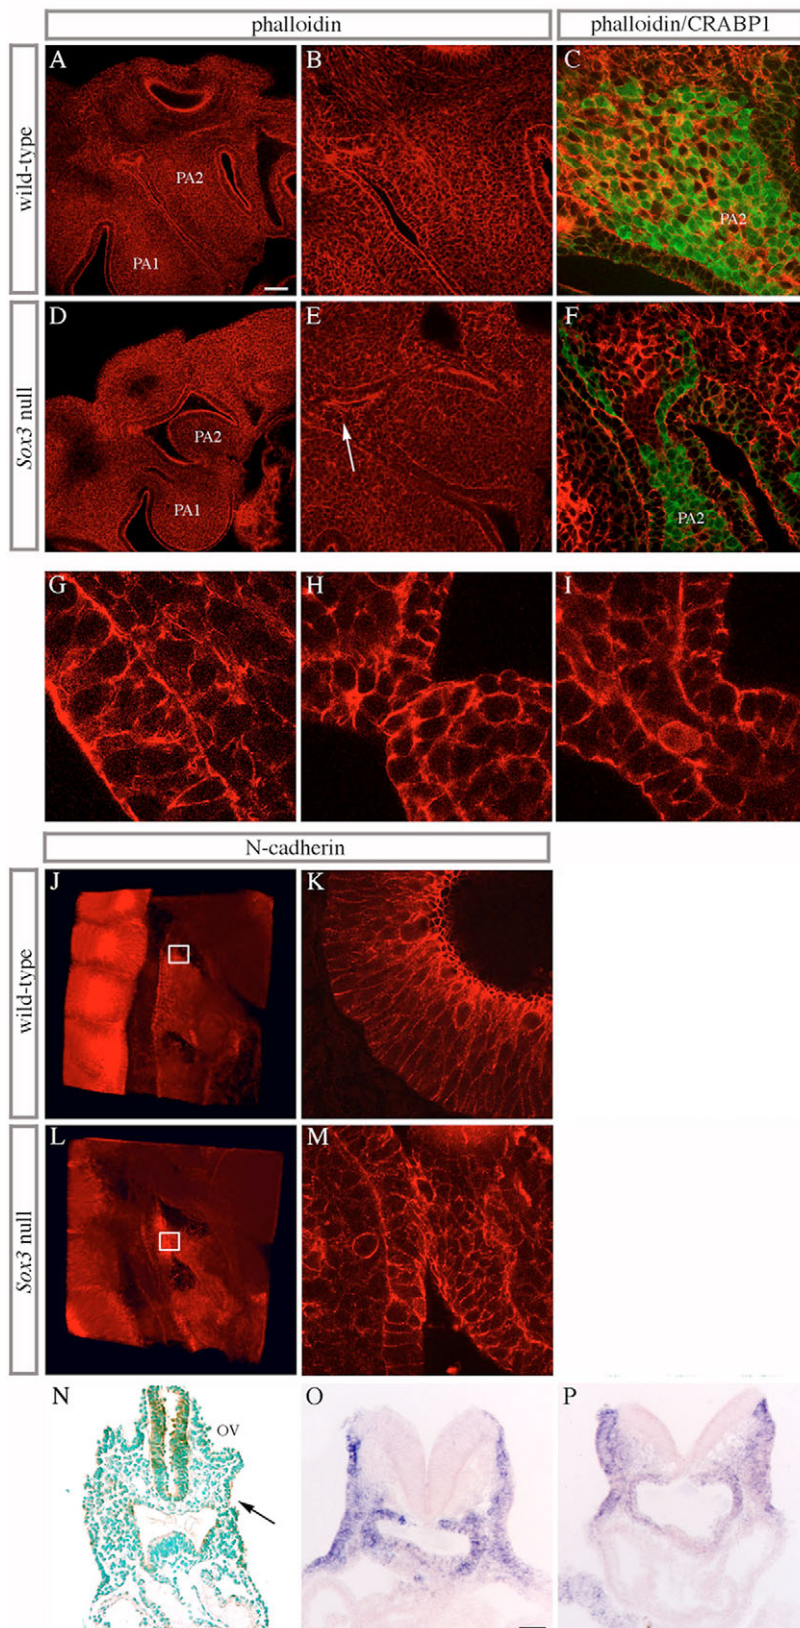 phalloidin
phalloidin/CRABP1
wild-type
A
PA2
PA1
B
C
PA2
Sox3 null
D
PA2
PA1
E
F
PA2
G
H
I
N-cadherin
wild-type
J
K
Sox3 null
L
M
N
OV
O
P